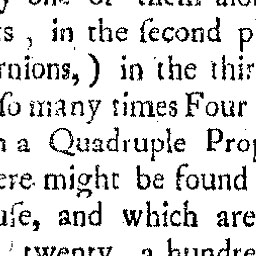 one of them
ts, in the ſecond p
rnions,) in the thir
ſo many times Four
n a Quadruple Prop
ere might be found
uſe, and which are
twenty, a hundre